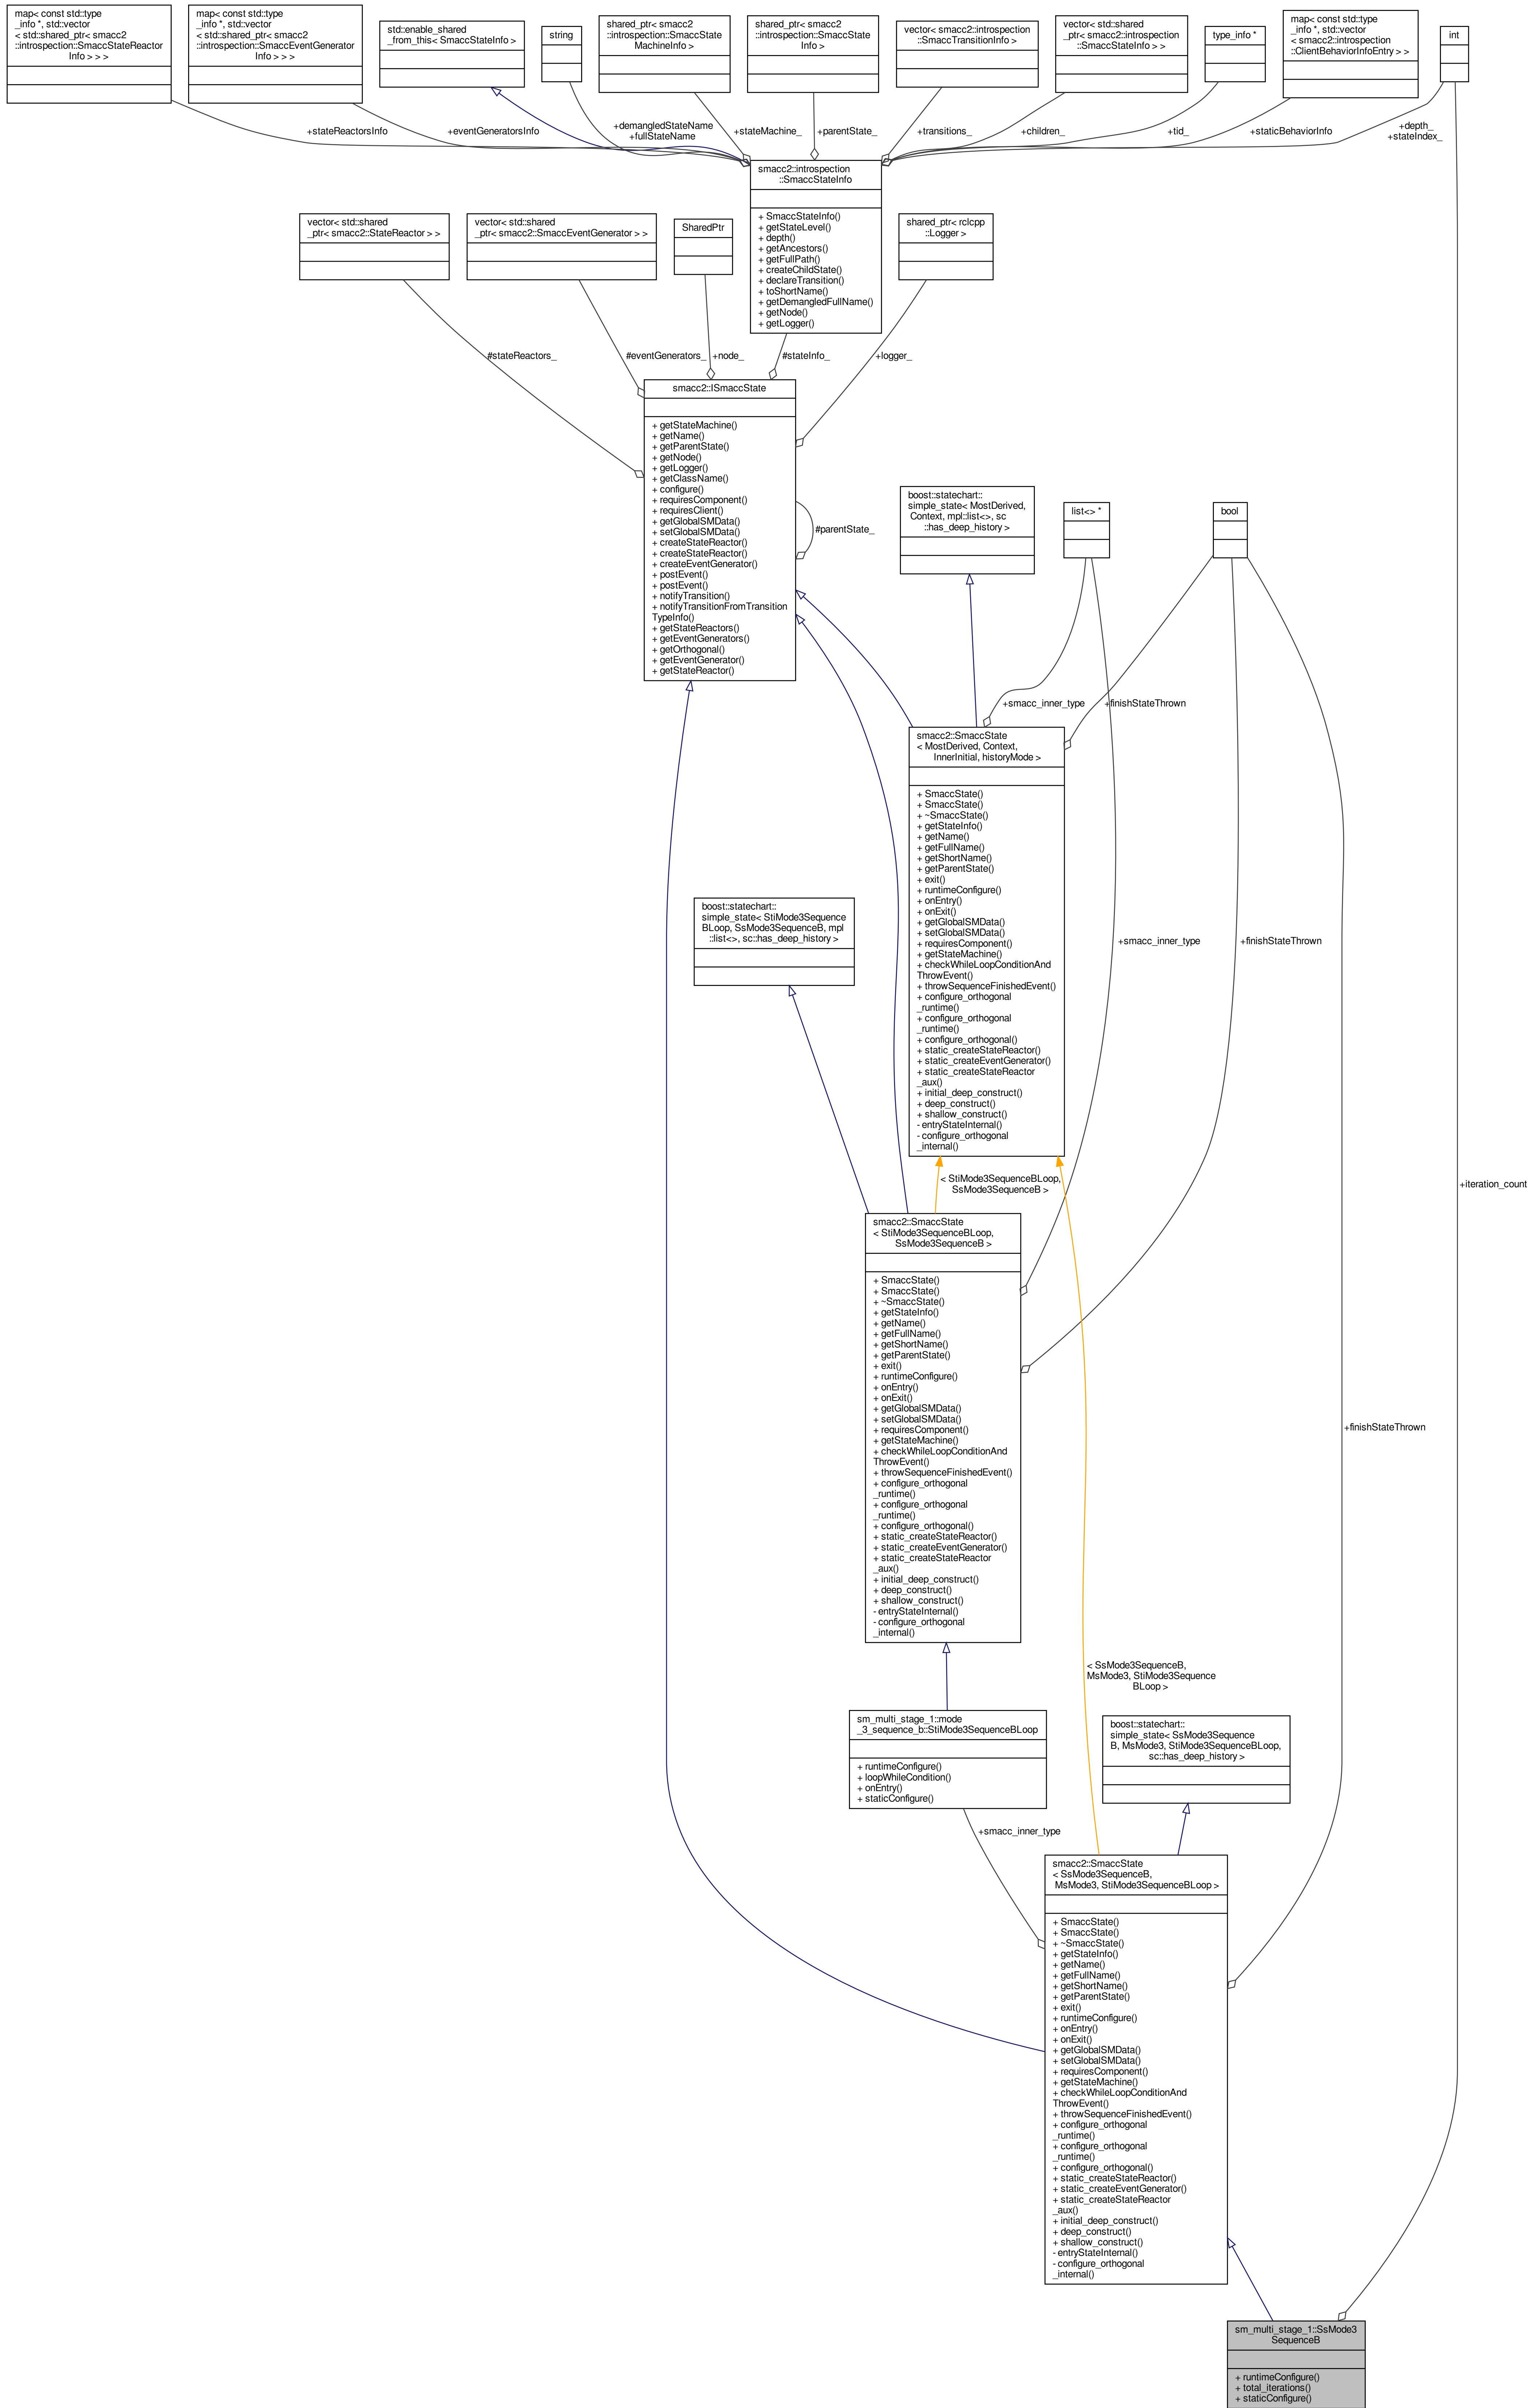 map< const std::type
_info *, std::vector
< std::shared_ptr< smacc2
::introspection::SmaccStateReactor
Info > > >
map< const std::type
_info *, std::vector
< std::shared_ptr< smacc2
::introspection::SmaccEventGenerator
Info > > >
std::enable_shared
_from_this< SmaccStateInfo >
string
shared_ptr< smacc2
::introspection::SmaccState
MachineInfo >
shared_ptr< smacc2
::introspection::SmaccState
Info >
vector< smacc2::introspection
::SmaccTransitionInfo >
vector< std::shared
_ptr< smacc2::introspection
::SmaccStateInfo > >
type_info *
map< const std::type
_info *, std::vector
< smacc2::introspection
::ClientBehaviorInfoEntry > >
int
+stateReactorsInfo
+eventGeneratorsInfo
+demangledStateName
+fullStateName
+stateMachine_
+parentState_
+transitions_
+children_
+tid_
+staticBehaviorInfo
+depth_
+stateIndex_
smacc2::introspection
::SmaccStateInfo
+ SmaccStateInfo()
+ getStateLevel()
+ depth()
+ getAncestors()
+ getFullPath()
+ createChildState()
+ declareTransition()
+ toShortName()
+ getDemangledFullName()
+ getNode()
+ getLogger()
vector< std::shared
_ptr< smacc2::StateReactor > >
vector< std::shared
_ptr< smacc2::SmaccEventGenerator > >
SharedPtr
shared_ptr< rclcpp
::Logger >
#stateReactors_
#eventGenerators_
+node_
#stateInfo_
+logger_
smacc2::ISmaccState
+ getStateMachine()
+ getName()
+ getParentState()
+ getNode()
+ getLogger()
+ getClassName()
+ configure()
+ requiresComponent()
+ requiresClient()
+ getGlobalSMData()
+ setGlobalSMData()
+ createStateReactor()
+ createStateReactor()
+ createEventGenerator()
+ postEvent()
+ postEvent()
+ notifyTransition()
+ notifyTransitionFromTransition
TypeInfo()
+ getStateReactors()
+ getEventGenerators()
+ getOrthogonal()
+ getEventGenerator()
+ getStateReactor()
#parentState_
boost::statechart::
simple_state< MostDerived,
Context, mpl::list<>, sc
::has_deep_history >
list<> *
bool
+smacc_inner_type
+finishStateThrown
smacc2::SmaccState
< MostDerived, Context,
InnerInitial, historyMode >
+ SmaccState()
+ SmaccState()
+ ~SmaccState()
+ getStateInfo()
+ getName()
+ getFullName()
+ getShortName()
+ getParentState()
+ exit()
+ runtimeConfigure()
+ onEntry()
+ onExit()
+ getGlobalSMData()
+ setGlobalSMData()
+ requiresComponent()
+ getStateMachine()
+ checkWhileLoopConditionAnd
ThrowEvent()
+ throwSequenceFinishedEvent()
+ configure_orthogonal
_runtime()
+ configure_orthogonal
_runtime()
+ configure_orthogonal()
+ static_createStateReactor()
+ static_createEventGenerator()
+ static_createStateReactor
_aux()
+ initial_deep_construct()
+ deep_construct()
+ shallow_construct()
- entryStateInternal()
- configure_orthogonal
_internal()
boost::statechart::
simple_state< StiMode3Sequence
BLoop, SsMode3SequenceB, mpl
::list<>, sc::has_deep_history >
+smacc_inner_type
+finishStateThrown
< StiMode3SequenceBLoop,
SsMode3SequenceB >
+iteration_count
smacc2::SmaccState
< StiMode3SequenceBLoop,
SsMode3SequenceB >
+ SmaccState()
+ SmaccState()
+ ~SmaccState()
+ getStateInfo()
+ getName()
+ getFullName()
+ getShortName()
+ getParentState()
+ exit()
+ runtimeConfigure()
+ onEntry()
+ onExit()
+ getGlobalSMData()
+ setGlobalSMData()
+ requiresComponent()
+ getStateMachine()
+ checkWhileLoopConditionAnd
ThrowEvent()
+ throwSequenceFinishedEvent()
+ configure_orthogonal
_runtime()
+ configure_orthogonal
_runtime()
+ configure_orthogonal()
+ static_createStateReactor()
+ static_createEventGenerator()
+ static_createStateReactor
_aux()
+ initial_deep_construct()
+ deep_construct()
+ shallow_construct()
- entryStateInternal()
- configure_orthogonal
_internal()
+finishStateThrown
< SsMode3SequenceB,
MsMode3, StiMode3Sequence
BLoop >
sm_multi_stage_1::mode
_3_sequence_b::StiMode3SequenceBLoop
+ runtimeConfigure()
+ loopWhileCondition()
+ onEntry()
+ staticConfigure()
boost::statechart::
simple_state< SsMode3Sequence
B, MsMode3, StiMode3SequenceBLoop,
sc::has_deep_history >
+smacc_inner_type
smacc2::SmaccState
< SsMode3SequenceB,
MsMode3, StiMode3SequenceBLoop >
+ SmaccState()
+ SmaccState()
+ ~SmaccState()
+ getStateInfo()
+ getName()
+ getFullName()
+ getShortName()
+ getParentState()
+ exit()
+ runtimeConfigure()
+ onEntry()
+ onExit()
+ getGlobalSMData()
+ setGlobalSMData()
+ requiresComponent()
+ getStateMachine()
+ checkWhileLoopConditionAnd
ThrowEvent()
+ throwSequenceFinishedEvent()
+ configure_orthogonal
_runtime()
+ configure_orthogonal
_runtime()
+ configure_orthogonal()
+ static_createStateReactor()
+ static_createEventGenerator()
+ static_createStateReactor
_aux()
+ initial_deep_construct()
+ deep_construct()
+ shallow_construct()
- entryStateInternal()
- configure_orthogonal
_internal()
sm_multi_stage_1::SsMode3
SequenceB
+ runtimeConfigure()
+ total_iterations()
+ staticConfigure()